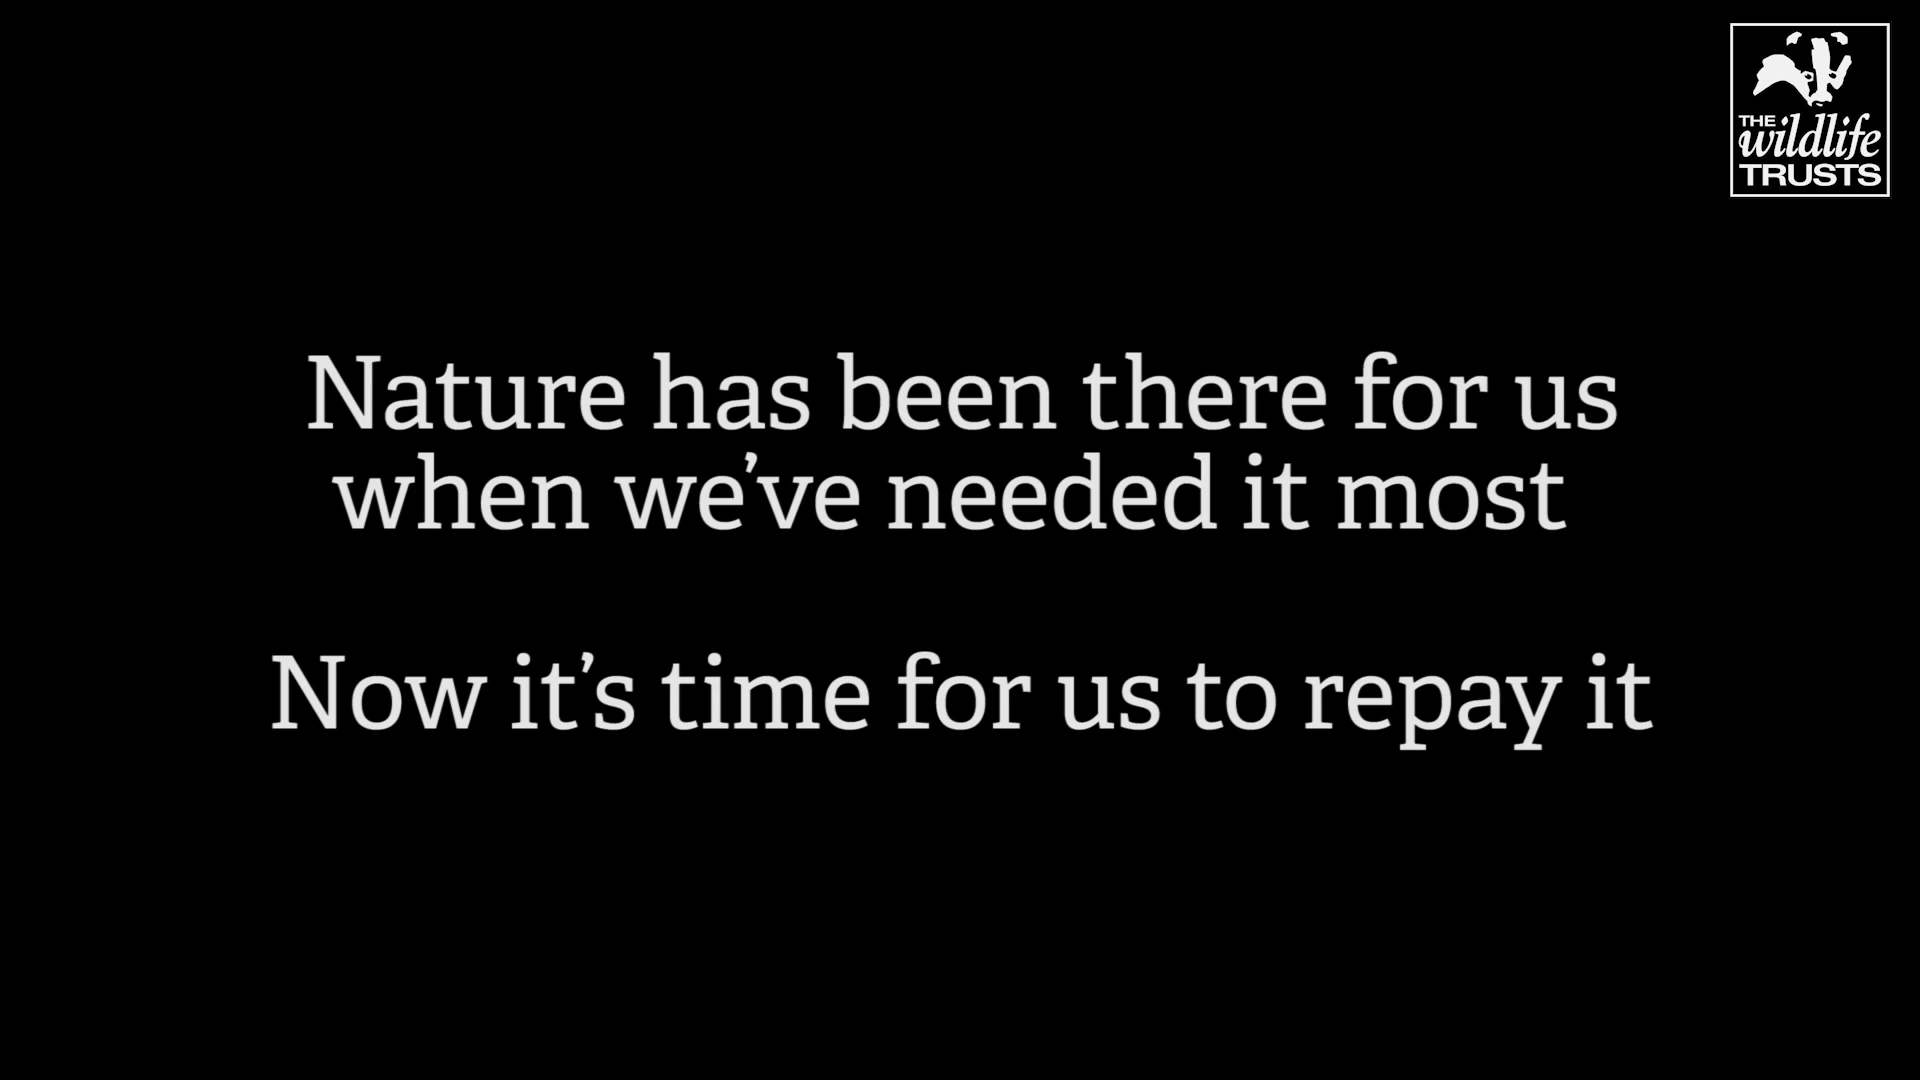 THE
wildlife
TRUSTS
Nature has been there for us
when we’ve needed it most
Now it’s time for us to repay it